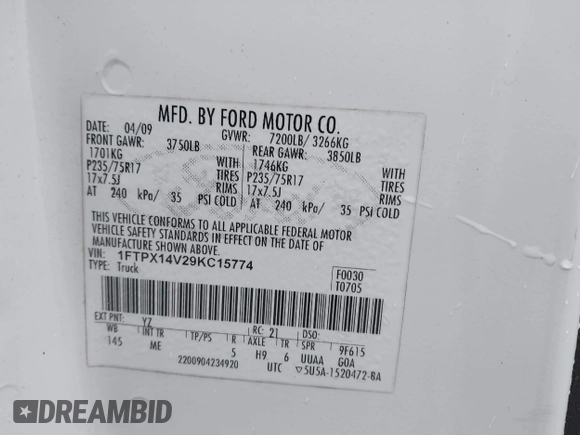 MFD. BY FORD MOTOR CO.
DATE: 04/09 GVWR: 7200LB/ 3266KG
FRONT GAWR: 3750LB REAR GAWR: 3850LB
1701KG WITH 1746KG WITH
P235/75R17 TIRES P235/75R17 TIRES
17x7.5J RIMS 17x7.5J RIMS
AT 240 kPa/ 35 PSI COLD AT 240 kPa/ 35 PSI COLD
THIS VEHICLE CONFORMS TO ALL APPLICABLE FEDERAL MOTOR
VEHICLE SAFETY STANDARDS IN EFFECT ON THE DATE OF
MANUFACTURE SHOWN ABOVE.
VIN: 1FTPX14V29KC15774 F0030
TYPE: Truck T0705
EXT PNT: YZ RC: 21 DSO:
WB INT TR TP/PS R AXLE TR SPR 9F615
145 ME 5 H9 6 UUAA G0A
2200904234920 UTC ▽5U5A-1520472-BA
DREAMBID